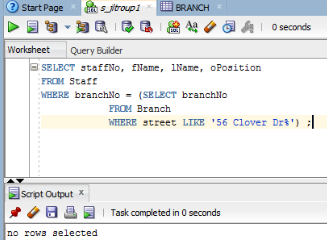 Start Page × s_jltroup1 × BRANCH ×
SQL 0 seconds
Worksheet Query Builder
SELECT staffNo, fName, lName, oPosition
FROM Staff
WHERE branchNo = (SELECT branchNo
FROM Branch
WHERE street LIKE '56 Clover Dr%') ;
Script Output ×
Task completed in 0 seconds
no rows selected